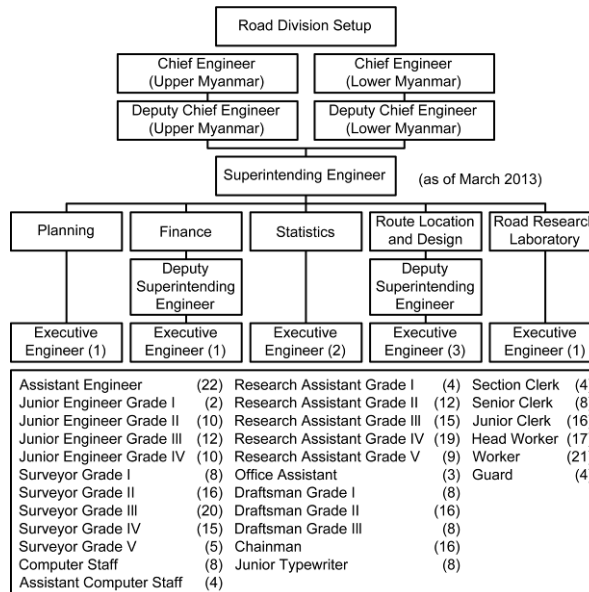 Road Division Setup
Chief Engineer
(Upper Myanmar)
Chief Engineer
(Lower Myanmar)
Deputy Chief Engineer
(Upper Myanmar)
Deputy Chief Engineer
(Lower Myanmar)
Superintending Engineer
(as of March 2013)
Planning
Finance
Statistics
Route Location
and Design
Road Research
Laboratory
Deputy
Superintending
Engineer
Deputy
Superintending
Engineer
Executive
Engineer (1)
Executive
Engineer (1)
Executive
Engineer (2)
Executive
Engineer (3)
Executive
Engineer (1)
Assistant Engineer (22)
Junior Engineer Grade I (2)
Junior Engineer Grade II (10)
Junior Engineer Grade III (12)
Junior Engineer Grade IV (10)
Surveyor Grade I (8)
Surveyor Grade II (16)
Surveyor Grade III (20)
Surveyor Grade IV (15)
Surveyor Grade V (5)
Computer Staff (8)
Assistant Computer Staff (4)
Research Assistant Grade I (4)
Research Assistant Grade II (12)
Research Assistant Grade III (15)
Research Assistant Grade IV (19)
Research Assistant Grade V (9)
Office Assistant (3)
Draftsman Grade I (8)
Draftsman Grade II (16)
Draftsman Grade III (8)
Chainman (16)
Junior Typewriter (8)
Section Clerk (4)
Senior Clerk (8)
Junior Clerk (16)
Head Worker (17)
Worker (21)
Guard (4)